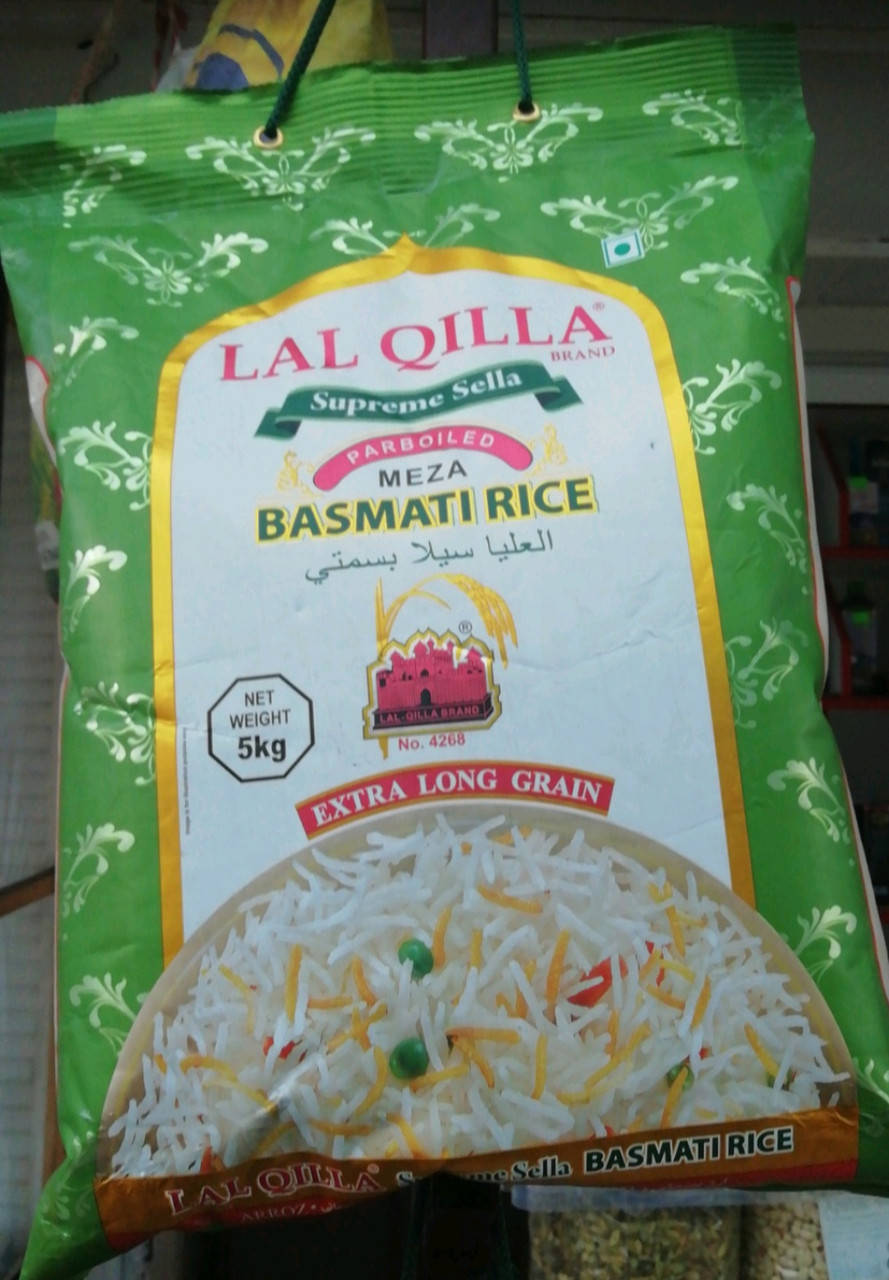 LAL QILLA®
BRAND
Supreme Sella
PARBOILED
MEZA
BASMATI RICE
العليا سيلا بسمتي
®
LAL-QILLA BRAND
No. 4268
NET
WEIGHT
5kg
EXTRA LONG GRAIN
LAL QILLA® Sella BASMATI RICE
ARROZ